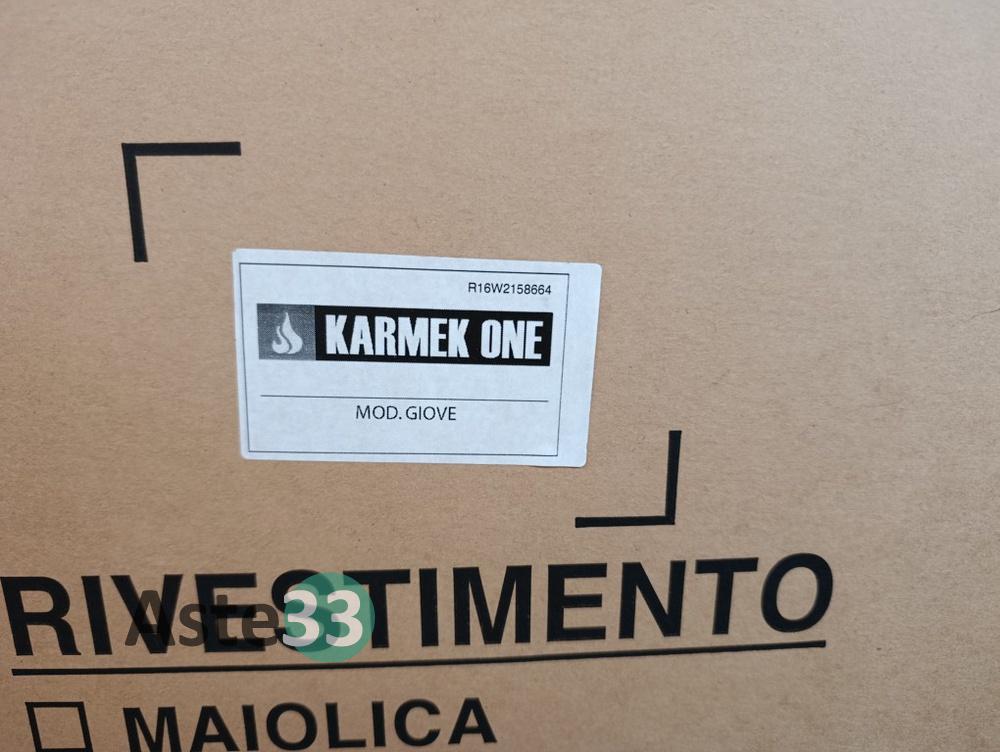 R16W2158664
KARMEK ONE
MOD. GIOVE
RIVESTIMENTO
Aste33
MAIOLICA